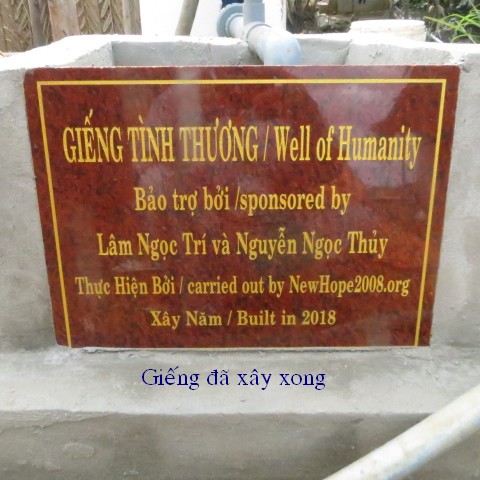 GIẾNG TÌNH THƯƠNG / Well of Humanity
Bảo trợ bởi /sponsored by
Lâm Ngọc Trí và Nguyễn Ngọc Thủy
Thực Hiện Bởi / carried out by NewHope2008.org
Xây Năm / Built in 2018
Giếng đã xây xong